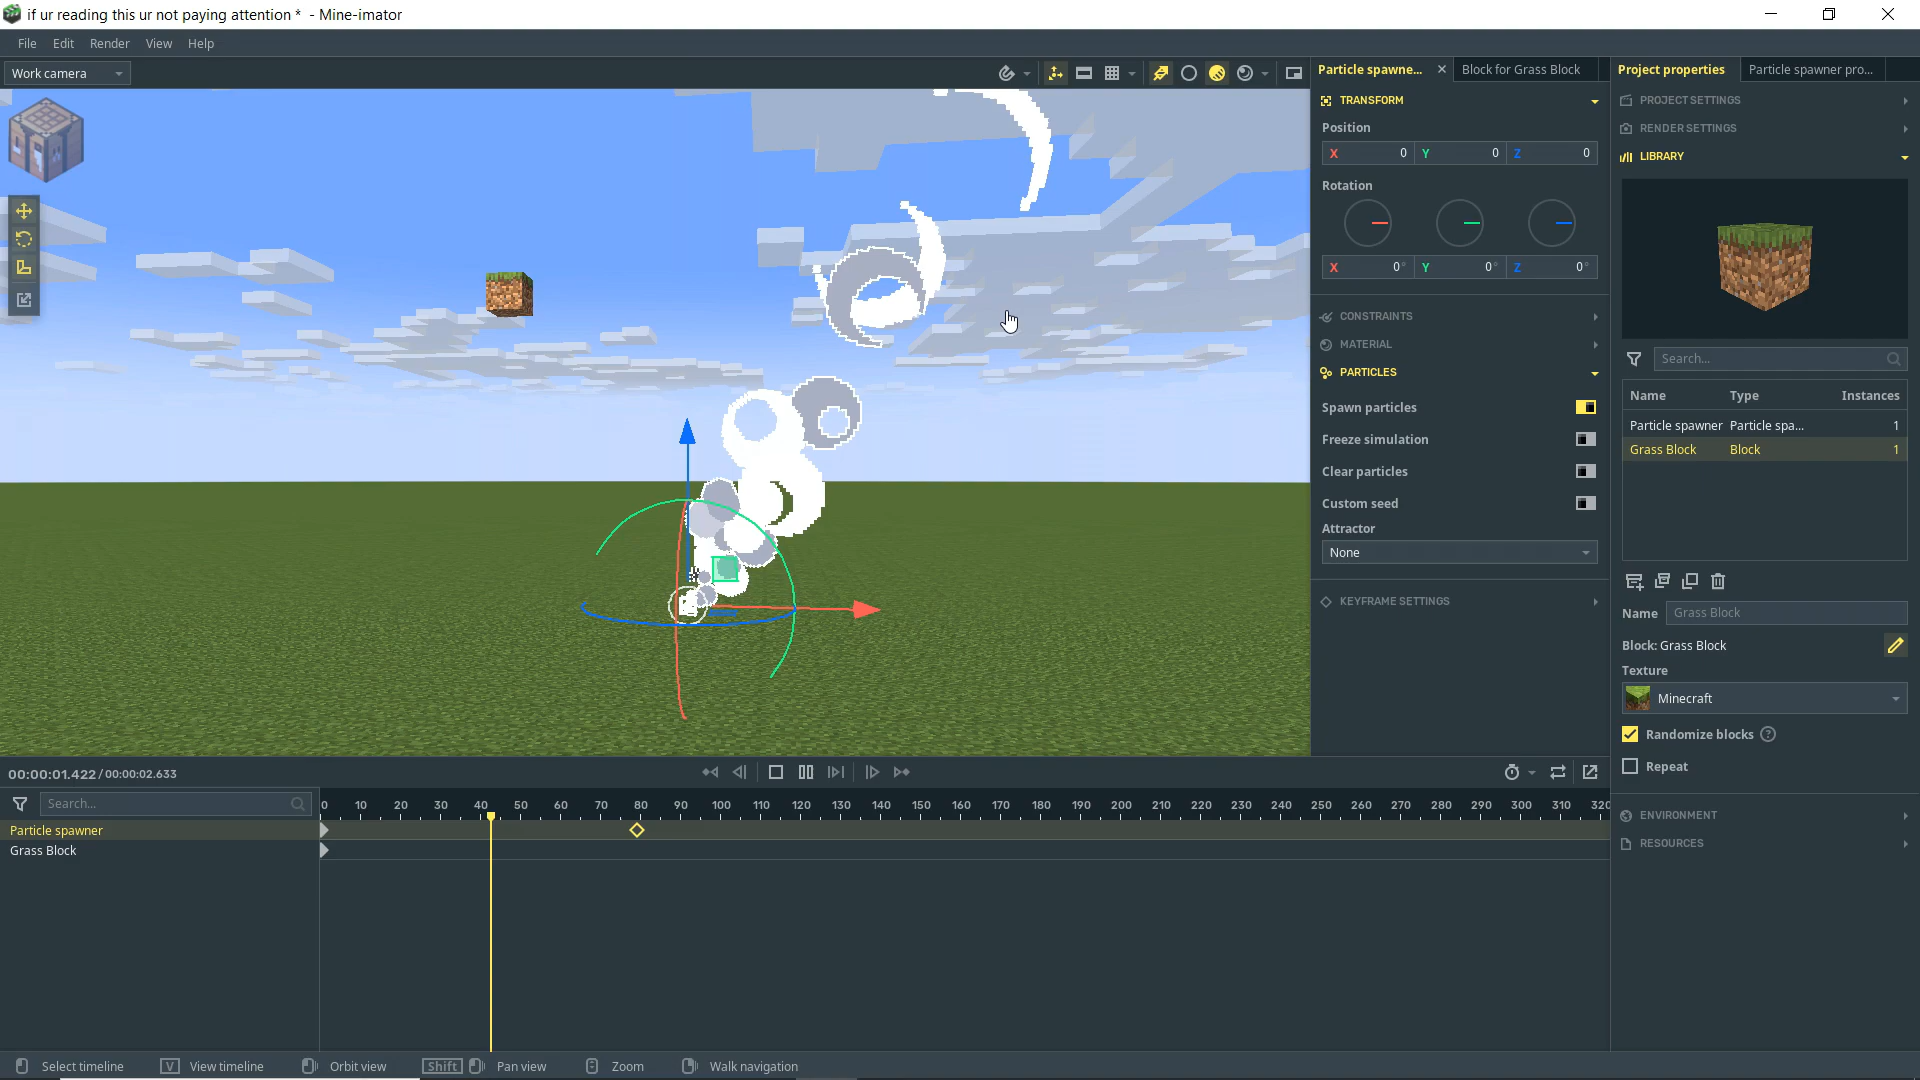 if ur reading this ur not paying attention * - Mine-imator
File Edit Render View Help
Work camera
Particle spawne... Block for Grass Block
TRANSFORM
Position
X 0 Y 0 Z 0
Rotation
X 0° Y 0° Z 0°
CONSTRAINTS
MATERIAL
PARTICLES
Spawn particles
Freeze simulation
Clear particles
Custom seed
Attractor
None
KEYFRAME SETTINGS
Project properties Particle spawner pro...
PROJECT SETTINGS
RENDER SETTINGS
LIBRARY
Search...
Name Type Instances
Particle spawner Particle spa... 1
Grass Block Block 1
Name Grass Block
Block: Grass Block
Texture
Minecraft
Randomize blocks ?
Repeat
ENVIRONMENT
RESOURCES
00:00:01.422 / 00:00:02.633
Search...
0 10 20 30 40 50 60 70 80 90 100 110 120 130 140 150 160 170 180 190 200 210 220 230 240 250 260 270 280 290 300 310 320
Particle spawner
Grass Block
Select timeline V View timeline Orbit view Shift Pan view Zoom Walk navigation